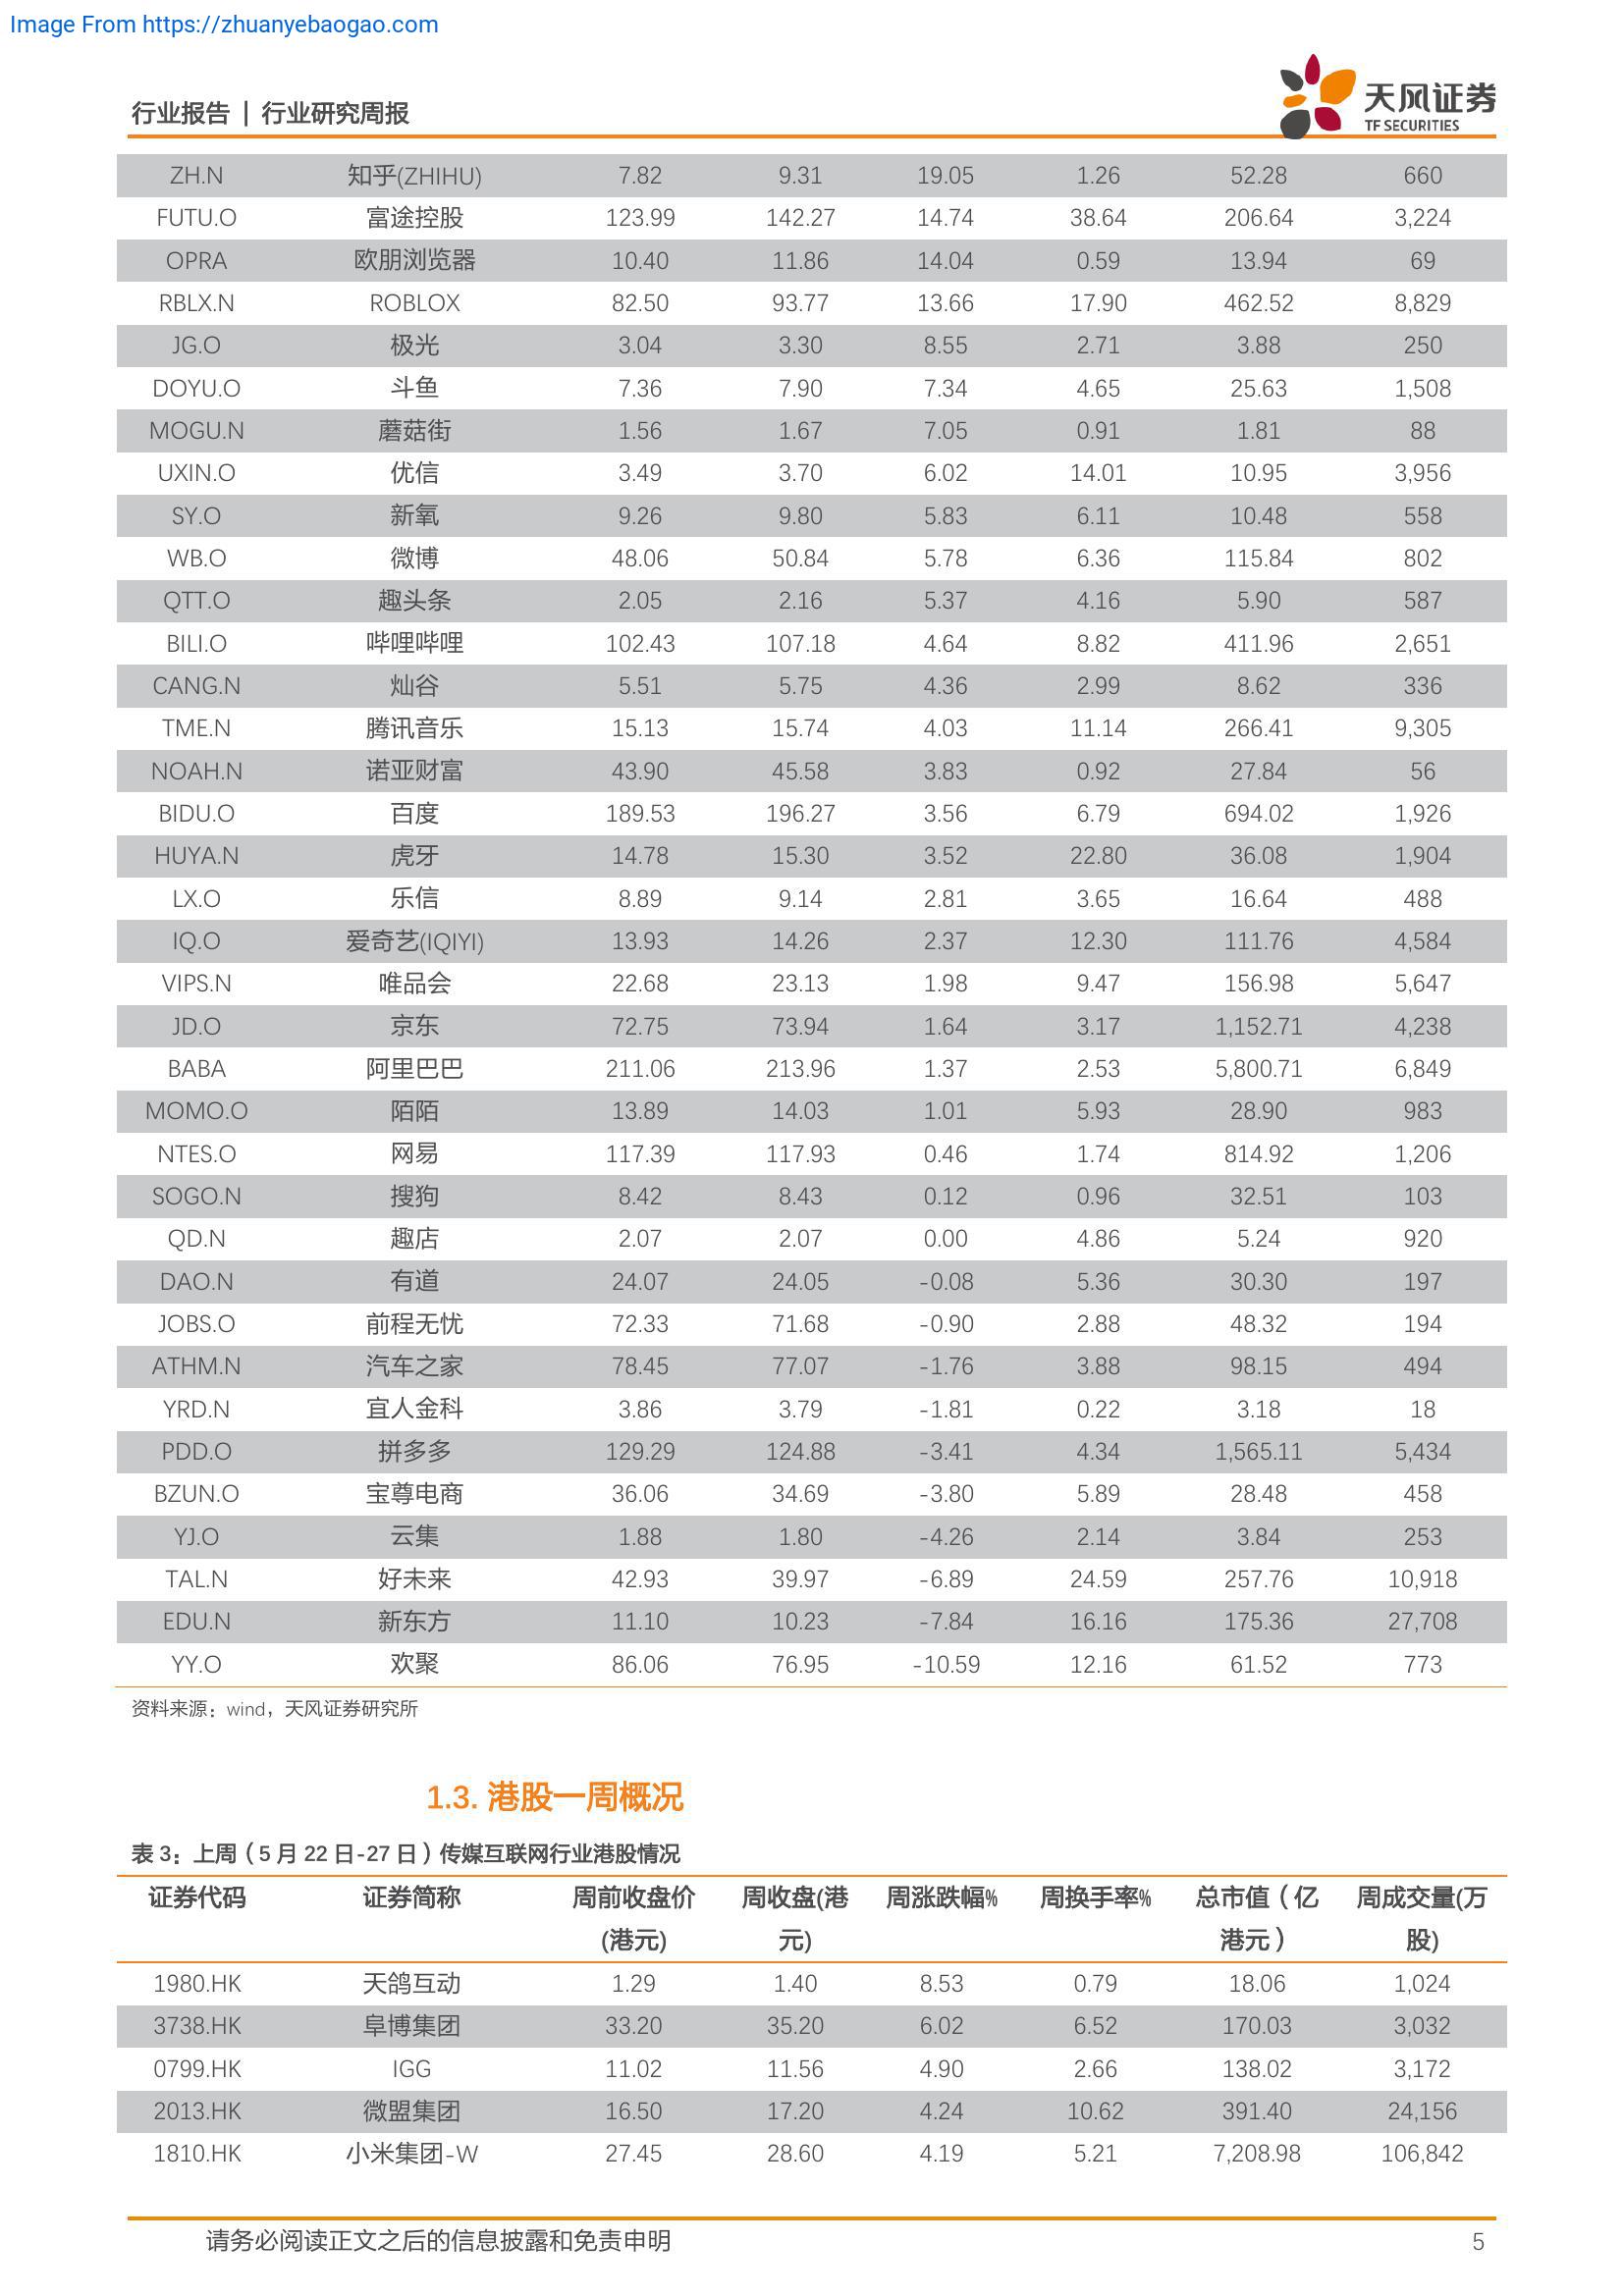 Image From https://zhuanyebaogao.com
行业报告 | 行业研究周报
天风证券
TF SECURITIES
ZH.N 知乎(ZHIHU) 7.82 9.31 19.05 1.26 52.28 660
FUTU.O 富途控股 123.99 142.27 14.74 38.64 206.64 3,224
OPRA 欧朋浏览器 10.40 11.86 14.04 0.59 13.94 69
RBLX.N ROBLOX 82.50 93.77 13.66 17.90 462.52 8,829
JG.O 极光 3.04 3.30 8.55 2.71 3.88 250
DOYU.O 斗鱼 7.36 7.90 7.34 4.65 25.63 1,508
MOGU.N 蘑菇街 1.56 1.67 7.05 0.91 1.81 88
UXIN.O 优信 3.49 3.70 6.02 14.01 10.95 3,956
SY.O 新氧 9.26 9.80 5.83 6.11 10.48 558
WB.O 微博 48.06 50.84 5.78 6.36 115.84 802
QTT.O 趣头条 2.05 2.16 5.37 4.16 5.90 587
BILI.O 哔哩哔哩 102.43 107.18 4.64 8.82 411.96 2,651
CANG.N 灿谷 5.51 5.75 4.36 2.99 8.62 336
TME.N 腾讯音乐 15.13 15.74 4.03 11.14 266.41 9,305
NOAH.N 诺亚财富 43.90 45.58 3.83 0.92 27.84 56
BIDU.O 百度 189.53 196.27 3.56 6.79 694.02 1,926
HUYA.N 虎牙 14.78 15.30 3.52 22.80 36.08 1,904
LX.O 乐信 8.89 9.14 2.81 3.65 16.64 488
IQ.O 爱奇艺(IQIYI) 13.93 14.26 2.37 12.30 111.76 4,584
VIPS.N 唯品会 22.68 23.13 1.98 9.47 156.98 5,647
JD.O 京东 72.75 73.94 1.64 3.17 1,152.71 4,238
BABA 阿里巴巴 211.06 213.96 1.37 2.53 5,800.71 6,849
MOMO.O 陌陌 13.89 14.03 1.01 5.93 28.90 983
NTES.O 网易 117.39 117.93 0.46 1.74 814.92 1,206
SOGO.N 搜狗 8.42 8.43 0.12 0.96 32.51 103
QD.N 趣店 2.07 2.07 0.00 4.86 5.24 920
DAO.N 有道 24.07 24.05 -0.08 5.36 30.30 197
JOBS.O 前程无忧 72.33 71.68 -0.90 2.88 48.32 194
ATHM.N 汽车之家 78.45 77.07 -1.76 3.88 98.15 494
YRD.N 宜人金科 3.86 3.79 -1.81 0.22 3.18 18
PDD.O 拼多多 129.29 124.88 -3.41 4.34 1,565.11 5,434
BZUN.O 宝尊电商 36.06 34.69 -3.80 5.89 28.48 458
YJ.O 云集 1.88 1.80 -4.26 2.14 3.84 253
TAL.N 好未来 42.93 39.97 -6.89 24.59 257.76 10,918
EDU.N 新东方 11.10 10.23 -7.84 16.16 175.36 27,708
YY.O 欢聚 86.06 76.95 -10.59 12.16 61.52 773
资料来源：wind，天风证券研究所
1.3. 港股一周概况
表 3：上周（5 月 22 日-27 日）传媒互联网行业港股情况
证券代码 证券简称 周前收盘价 周收盘(港 周涨跌幅% 周换手率% 总市值（亿 周成交量(万
(港元) 元) 港元） 股)
1980.HK 天鸽互动 1.29 1.40 8.53 0.79 18.06 1,024
3738.HK 阜博集团 33.20 35.20 6.02 6.52 170.03 3,032
0799.HK IGG 11.02 11.56 4.90 2.66 138.02 3,172
2013.HK 微盟集团 16.50 17.20 4.24 10.62 391.40 24,156
1810.HK 小米集团-W 27.45 28.60 4.19 5.21 7,208.98 106,842
请务必阅读正文之后的信息披露和免责申明 5